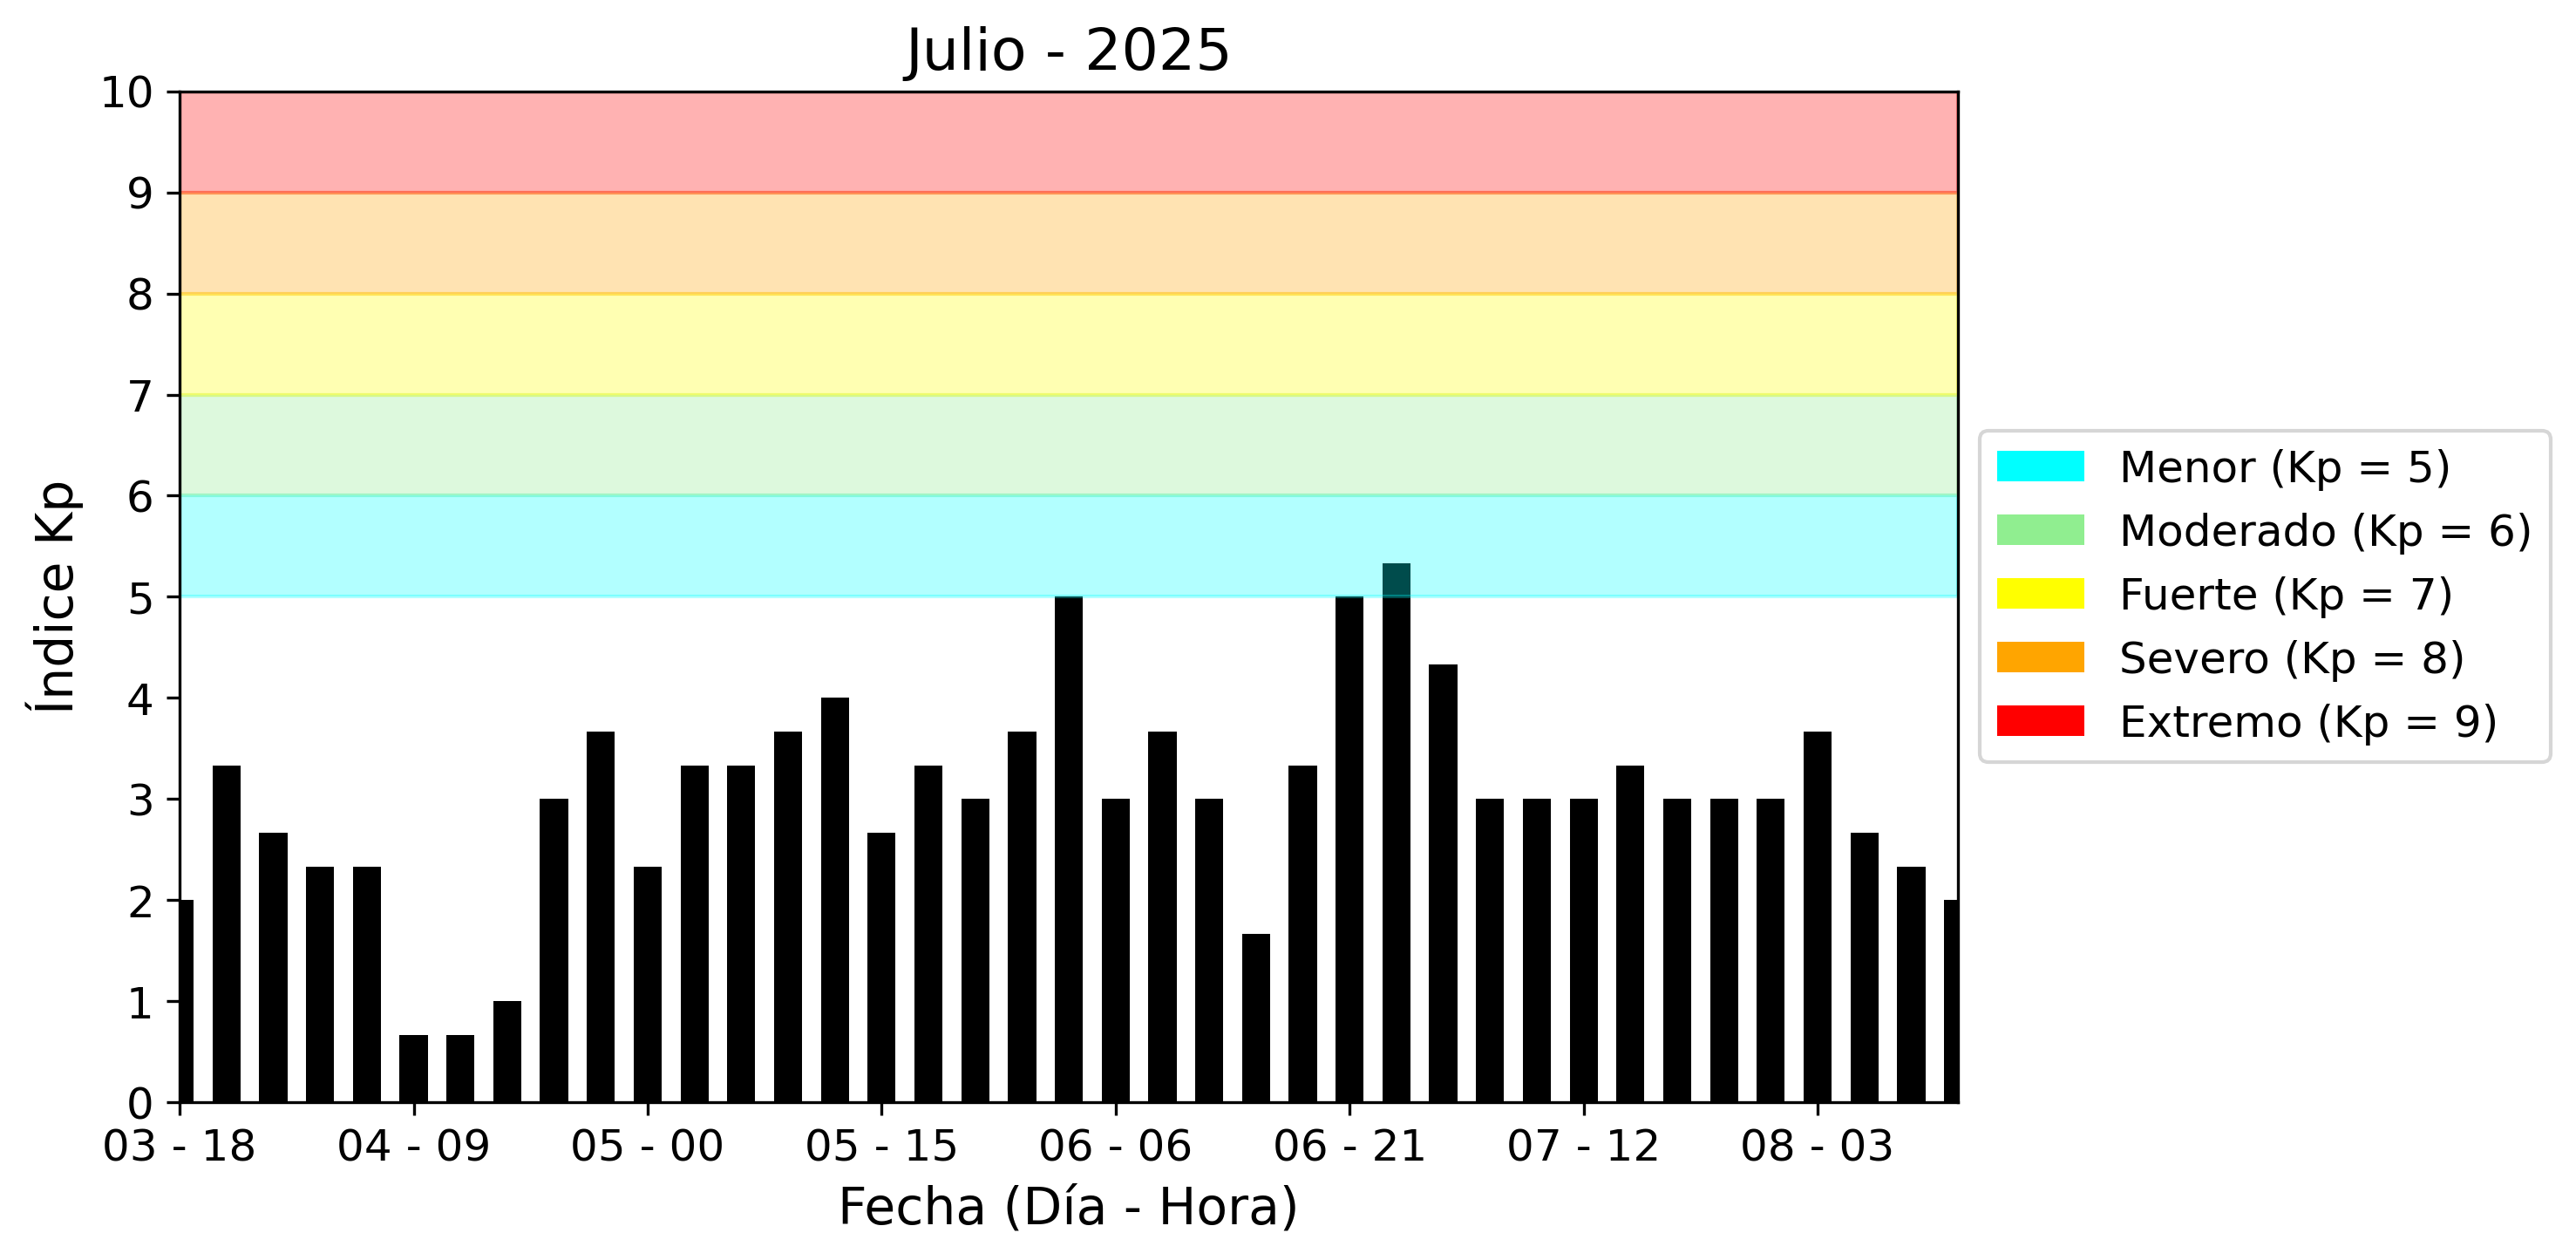 Julio - 2025
10
9
8
7
6
5
4
3
2
1
0
Índice Kp
03 - 18
04 - 09
05 - 00
05 - 15
06 - 06
06 - 21
07 - 12
08 - 03
Fecha (Día - Hora)
Menor (Kp = 5)
Moderado (Kp = 6)
Fuerte (Kp = 7)
Severo (Kp = 8)
Extremo (Kp = 9)